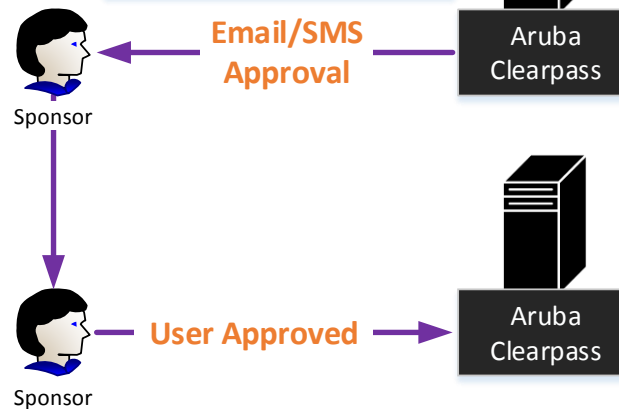 Email/SMS
Approval
Aruba
Clearpass
Sponsor
User Approved
Aruba
Clearpass
Sponsor